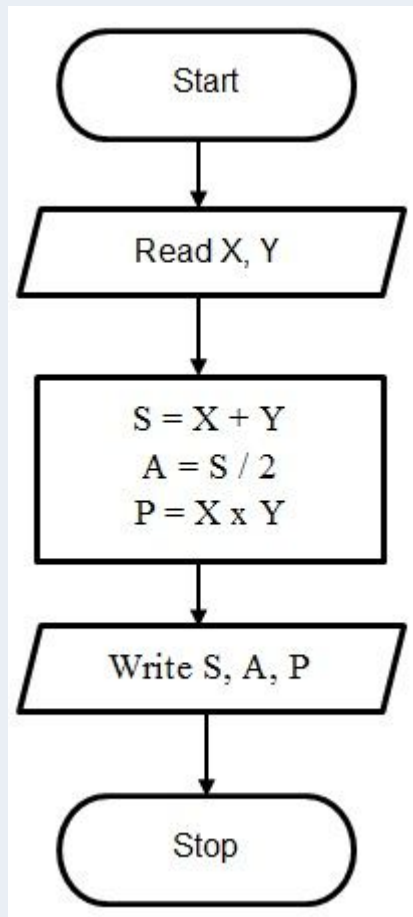 Start
Read X, Y
S = X + Y
A = S / 2
P = X x Y
Write S, A, P
Stop